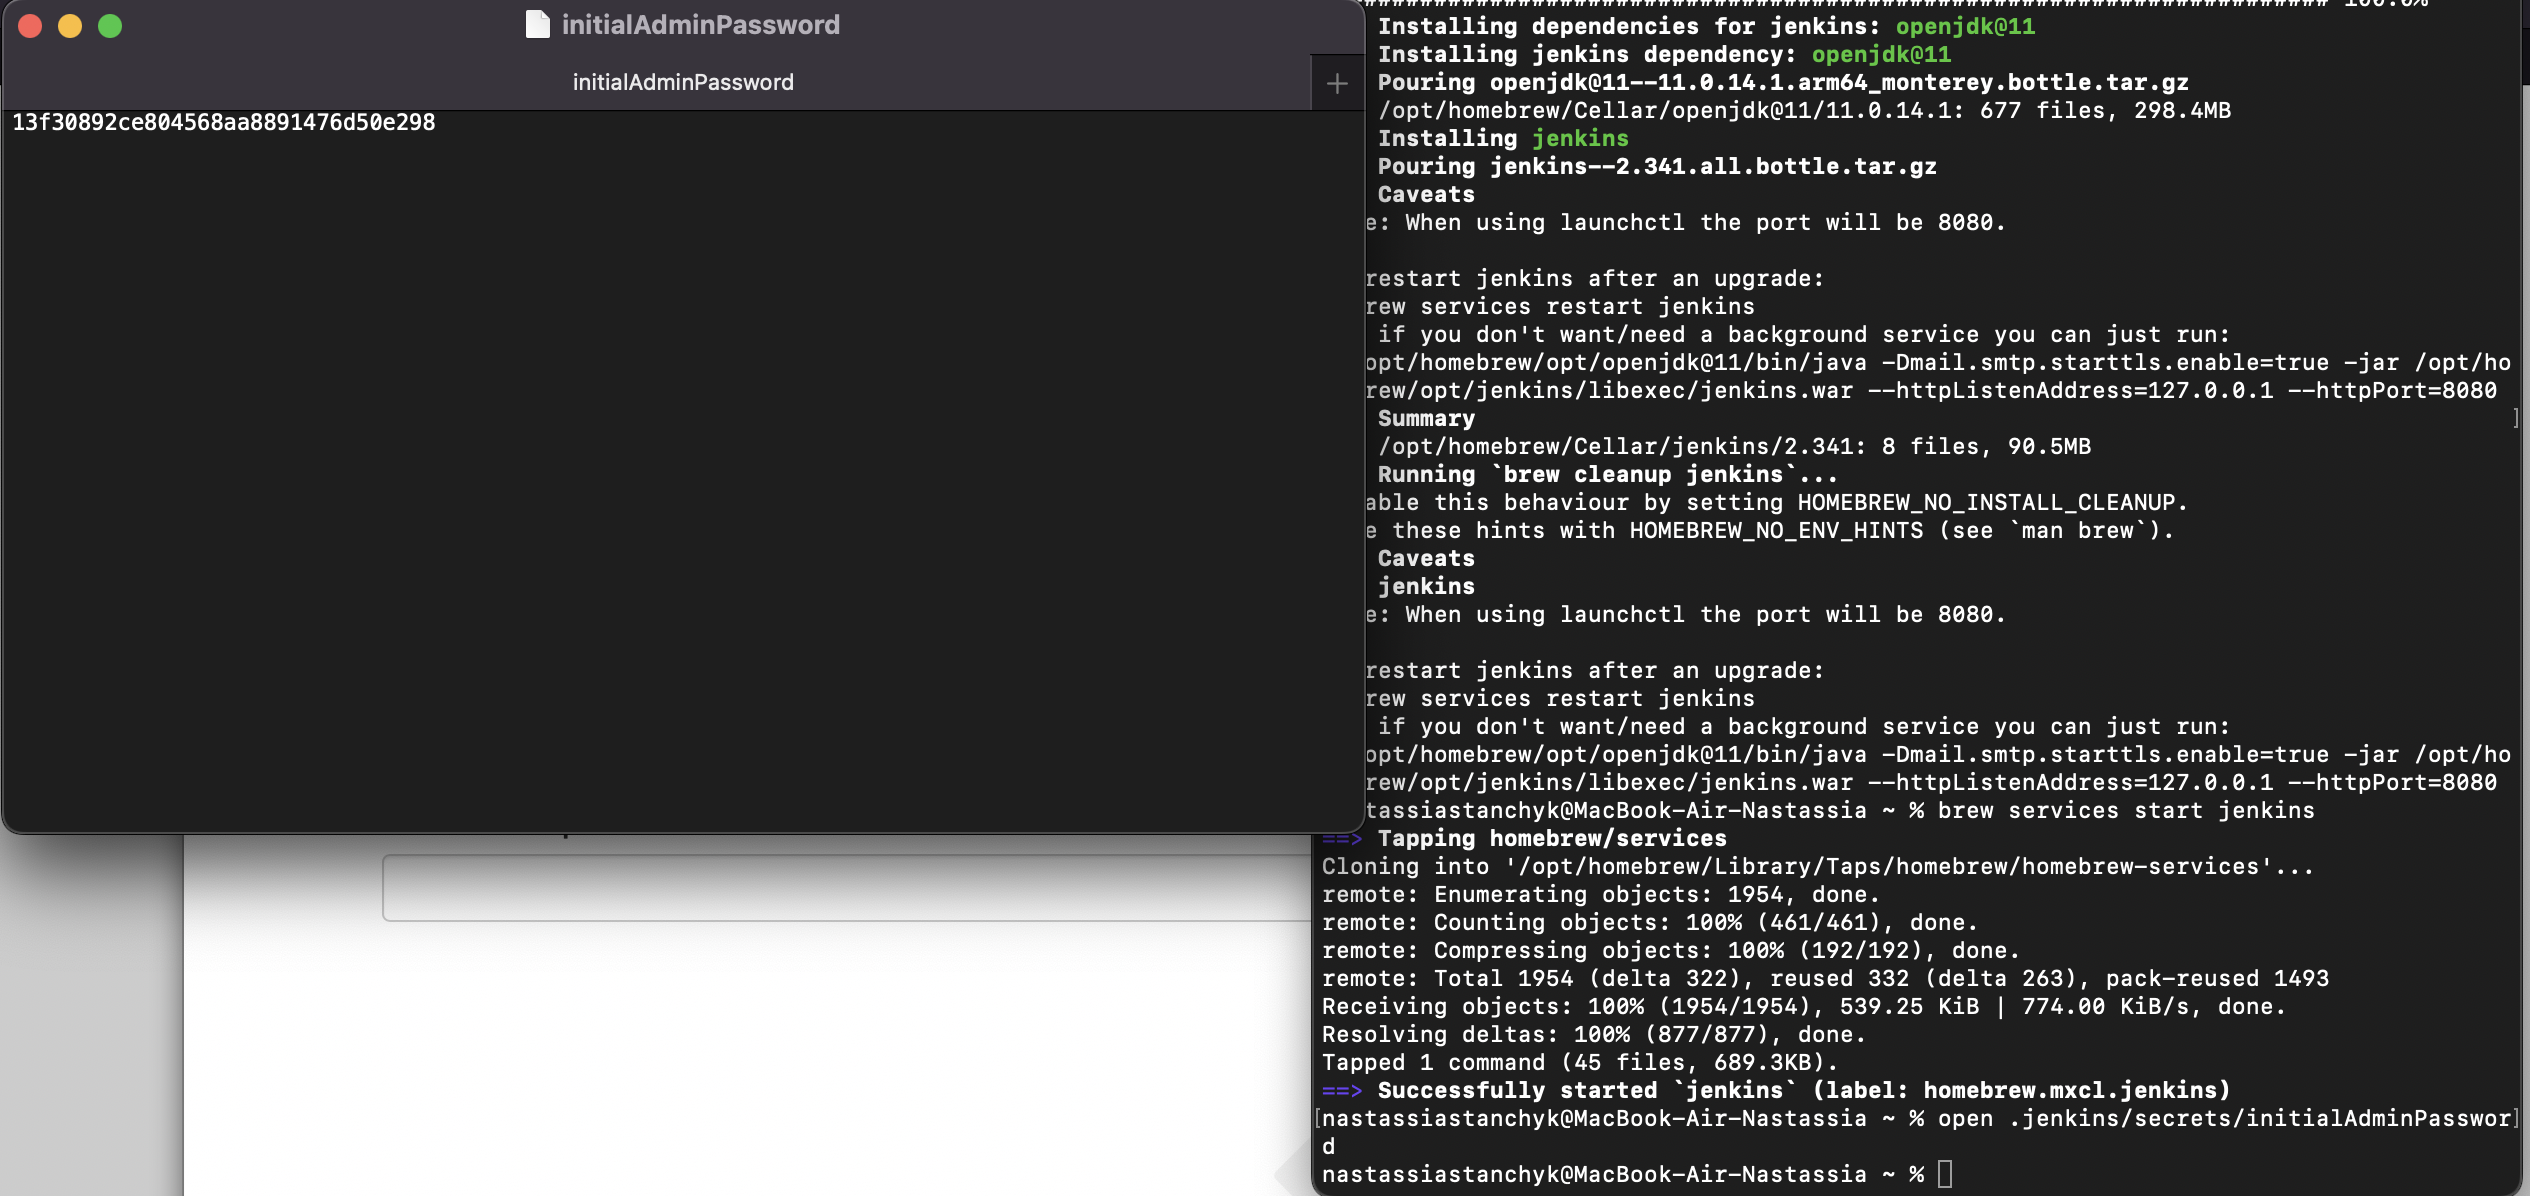 initialAdminPassword
initialAdminPassword
13f30892ce804568aa8891476d50e298
Installing dependencies for jenkins: openjdk@11
Installing jenkins dependency: openjdk@11
Pouring openjdk@11--11.0.14.1.arm64_monterey.bottle.tar.gz
/opt/homebrew/Cellar/openjdk@11/11.0.14.1: 677 files, 298.4MB
Installing jenkins
Pouring jenkins--2.341.all.bottle.tar.gz
Caveats
e: When using launchctl the port will be 8080.
restart jenkins after an upgrade:
rew services restart jenkins
if you don't want/need a background service you can just run:
opt/homebrew/opt/openjdk@11/bin/java -Dmail.smtp.starttls.enable=true -jar /opt/ho
rew/opt/jenkins/libexec/jenkins.war --httpListenAddress=127.0.0.1 --httpPort=8080
Summary
/opt/homebrew/Cellar/jenkins/2.341: 8 files, 90.5MB
Running `brew cleanup jenkins`...
able this behaviour by setting HOMEBREW_NO_INSTALL_CLEANUP.
e these hints with HOMEBREW_NO_ENV_HINTS (see `man brew`).
Caveats
jenkins
e: When using launchctl the port will be 8080.
restart jenkins after an upgrade:
rew services restart jenkins
if you don't want/need a background service you can just run:
opt/homebrew/opt/openjdk@11/bin/java -Dmail.smtp.starttls.enable=true -jar /opt/ho
rew/opt/jenkins/libexec/jenkins.war --httpListenAddress=127.0.0.1 --httpPort=8080
tassiastanchyk@MacBook-Air-Nastassia ~ % brew services start jenkins
==> Tapping homebrew/services
Cloning into '/opt/homebrew/Library/Taps/homebrew/homebrew-services'...
remote: Enumerating objects: 1954, done.
remote: Counting objects: 100% (461/461), done.
remote: Compressing objects: 100% (192/192), done.
remote: Total 1954 (delta 322), reused 332 (delta 263), pack-reused 1493
Receiving objects: 100% (1954/1954), 539.25 KiB | 774.00 KiB/s, done.
Resolving deltas: 100% (877/877), done.
Tapped 1 command (45 files, 689.3KB).
==> Successfully started `jenkins` (label: homebrew.mxcl.jenkins)
[nastassiastanchyk@MacBook-Air-Nastassia ~ % open .jenkins/secrets/initialAdminPasswor]
d
nastassiastanchyk@MacBook-Air-Nastassia ~ %